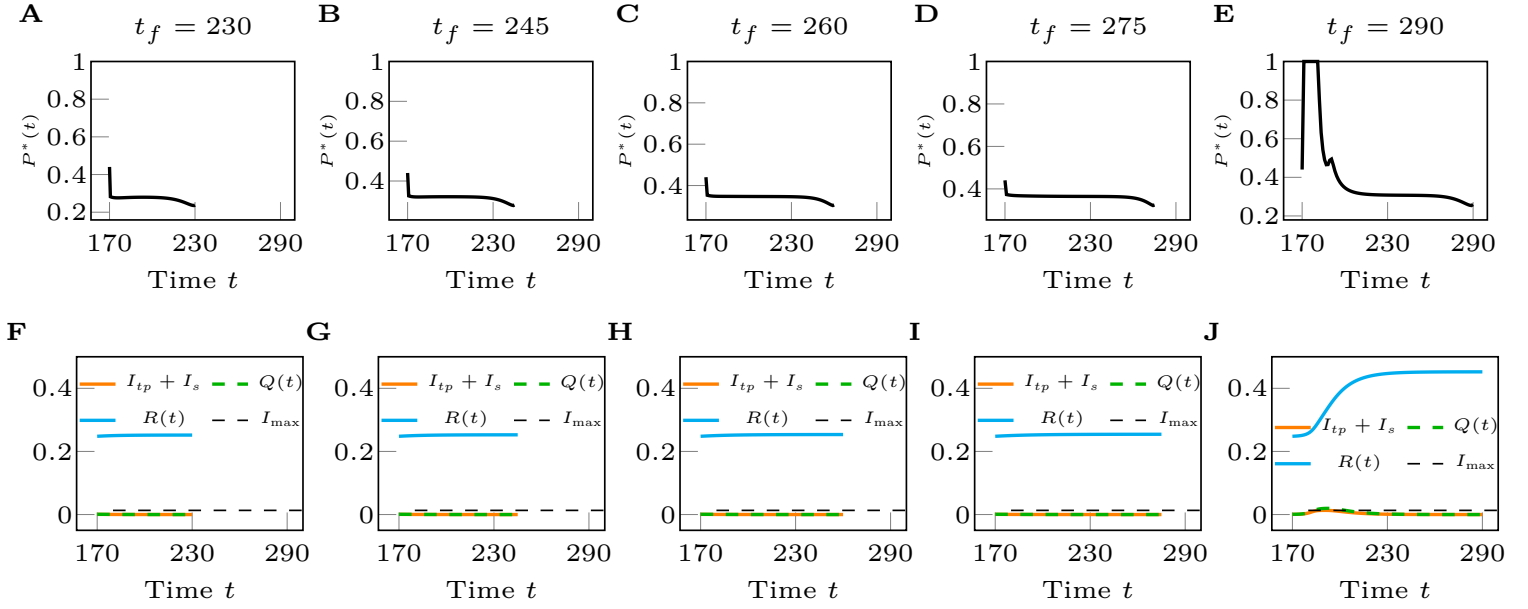 A B C D E
t_f = 230 t_f = 245 t_f = 260 t_f = 275 t_f = 290
P*(t) 1 0.8 0.6 0.4 0.2
170 230 290
Time t
P*(t) 1 0.8 0.6 0.4
170 230 290
Time t
P*(t) 1 0.8 0.6 0.4
170 230 290
Time t
P*(t) 1 0.8 0.6 0.4
170 230 290
Time t
P*(t) 1 0.8 0.6 0.4 0.2
170 230 290
Time t
F G H I J
0.4 0.2 0
I_tp + I_s Q(t)
R(t) I_max
170 230 290
Time t
0.4 0.2 0
I_tp + I_s Q(t)
R(t) I_max
170 230 290
Time t
0.4 0.2 0
I_tp + I_s Q(t)
R(t) I_max
170 230 290
Time t
0.4 0.2 0
I_tp + I_s Q(t)
R(t) I_max
170 230 290
Time t
0.4 0.2 0
I_tp + I_s Q(t)
R(t) I_max
170 230 290
Time t